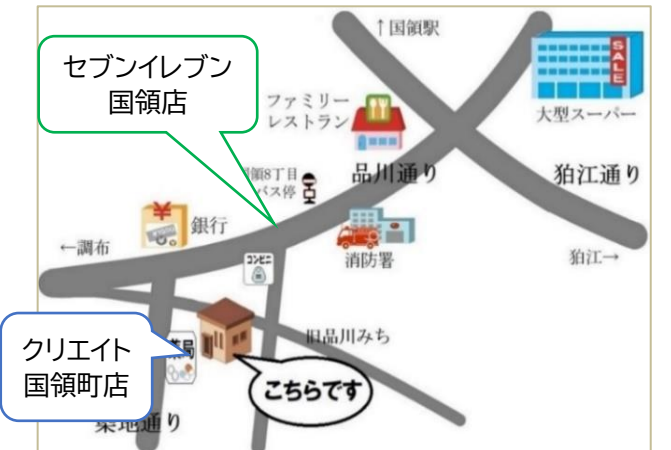 ↑国領駅
セブンイレブン
国領店
SALE
大型スーパー
ファミリー
レストラン
品川通り
狛江通り
領8丁目
バス停
¥
銀行
←調布
コンビニ
消防署
狛江→
クリエイト
国領町店
局
旧品川みち
こちらです
通り